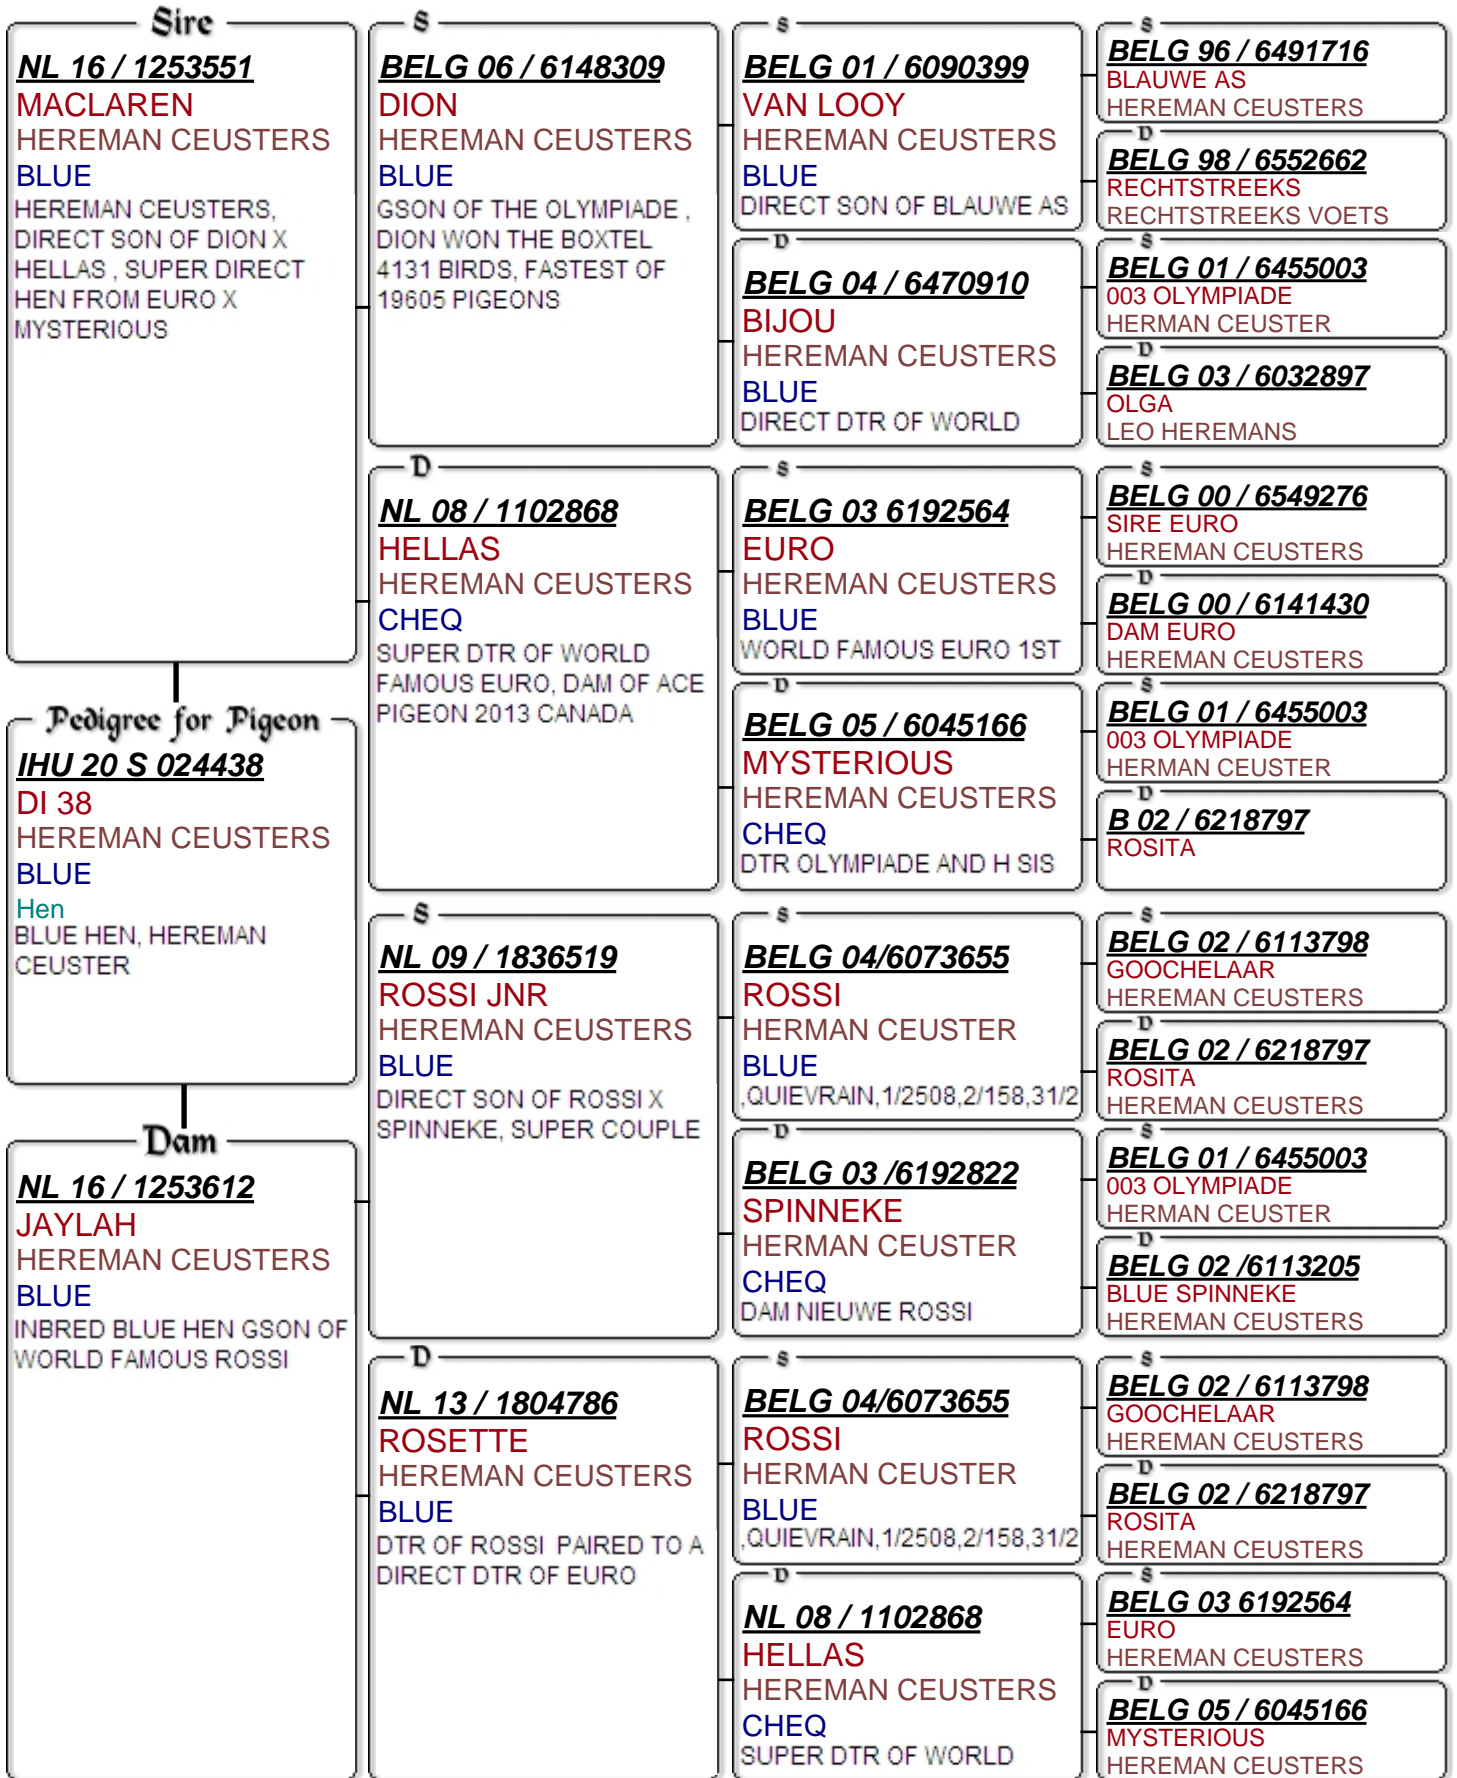 Sire
NL 16 / 1253551
MACLAREN
HEREMAN CEUSTERS
BLUE
HEREMAN CEUSTERS,
DIRECT SON OF DION X
HELLAS , SUPER DIRECT
HEN FROM EURO X
MYSTERIOUS
Pedigree for Pigeon
IHU 20 S 024438
DI 38
HEREMAN CEUSTERS
BLUE
Hen
BLUE HEN, HEREMAN
CEUSTER
Dam
NL 16 / 1253612
JAYLAH
HEREMAN CEUSTERS
BLUE
INBRED BLUE HEN GSON OF
WORLD FAMOUS ROSSI
S
BELG 06 / 6148309
DION
HEREMAN CEUSTERS
BLUE
GSON OF THE OLYMPIADE ,
DION WON THE BOXTEL
4131 BIRDS, FASTEST OF
19605 PIGEONS
D
NL 08 / 1102868
HELLAS
HEREMAN CEUSTERS
CHEQ
SUPER DTR OF WORLD
FAMOUS EURO, DAM OF ACE
PIGEON 2013 CANADA
S
NL 09 / 1836519
ROSSI JNR
HEREMAN CEUSTERS
BLUE
DIRECT SON OF ROSSI X
SPINNEKE, SUPER COUPLE
D
NL 13 / 1804786
ROSETTE
HEREMAN CEUSTERS
BLUE
DTR OF ROSSI PAIRED TO A
DIRECT DTR OF EURO
S
BELG 01 / 6090399
VAN LOOY
HEREMAN CEUSTERS
BLUE
DIRECT SON OF BLAUWE AS
D
BELG 04 / 6470910
BIJOU
HEREMAN CEUSTERS
BLUE
DIRECT DTR OF WORLD
S
BELG 03 6192564
EURO
HEREMAN CEUSTERS
BLUE
WORLD FAMOUS EURO 1ST
D
BELG 05 / 6045166
MYSTERIOUS
HEREMAN CEUSTERS
CHEQ
DTR OLYMPIADE AND H SIS
S
BELG 04/6073655
ROSSI
HERMAN CEUSTER
BLUE
,QUIEVRAIN,1/2508,2/158,31/2
D
BELG 03 /6192822
SPINNEKE
HERMAN CEUSTER
CHEQ
DAM NIEUWE ROSSI
S
BELG 04/6073655
ROSSI
HERMAN CEUSTER
BLUE
,QUIEVRAIN,1/2508,2/158,31/2
D
NL 08 / 1102868
HELLAS
HEREMAN CEUSTERS
CHEQ
SUPER DTR OF WORLD
S
BELG 96 / 6491716
BLAUWE AS
HEREMAN CEUSTERS
D
BELG 98 / 6552662
RECHTSTREEKS
RECHTSTREEKS VOETS
S
BELG 01 / 6455003
003 OLYMPIADE
HERMAN CEUSTER
D
BELG 03 / 6032897
OLGA
LEO HEREMANS
S
BELG 00 / 6549276
SIRE EURO
HEREMAN CEUSTERS
D
BELG 00 / 6141430
DAM EURO
HEREMAN CEUSTERS
S
BELG 01 / 6455003
003 OLYMPIADE
HERMAN CEUSTER
D
B 02 / 6218797
ROSITA
S
BELG 02 / 6113798
GOOCHELAAR
HEREMAN CEUSTERS
D
BELG 02 / 6218797
ROSITA
HEREMAN CEUSTERS
S
BELG 01 / 6455003
003 OLYMPIADE
HERMAN CEUSTER
D
BELG 02 /6113205
BLUE SPINNEKE
HEREMAN CEUSTERS
S
BELG 02 / 6113798
GOOCHELAAR
HEREMAN CEUSTERS
D
BELG 02 / 6218797
ROSITA
HEREMAN CEUSTERS
S
BELG 03 6192564
EURO
HEREMAN CEUSTERS
D
BELG 05 / 6045166
MYSTERIOUS
HEREMAN CEUSTERS